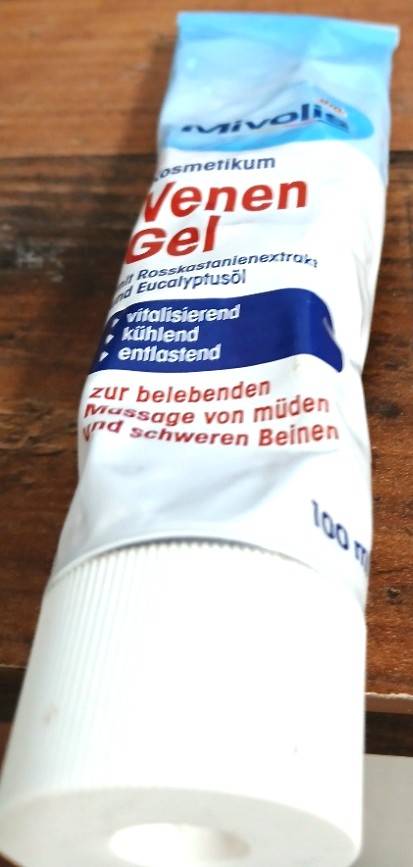 dm
Mivolis
Kosmetikum
Venen
Gel
mit Rosskastanienextrakt
und Eucalyptusöl
vitalisierend
kühlend
entlastend
zur belebenden
Massage von müden
und schweren Beinen
100 m